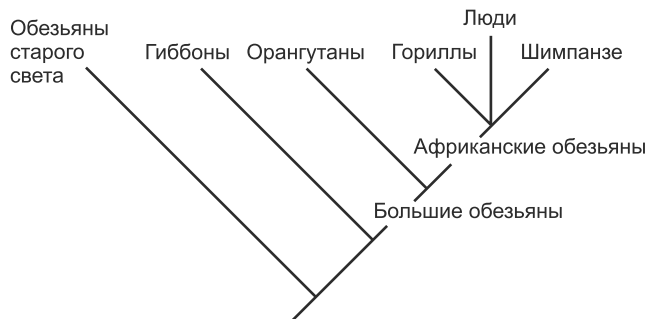 Люди
Обезьяны
старого
света
Гиббоны
Орангутаны
Гориллы
Шимпанзе
Африканские обезьяны
Большие обезьяны